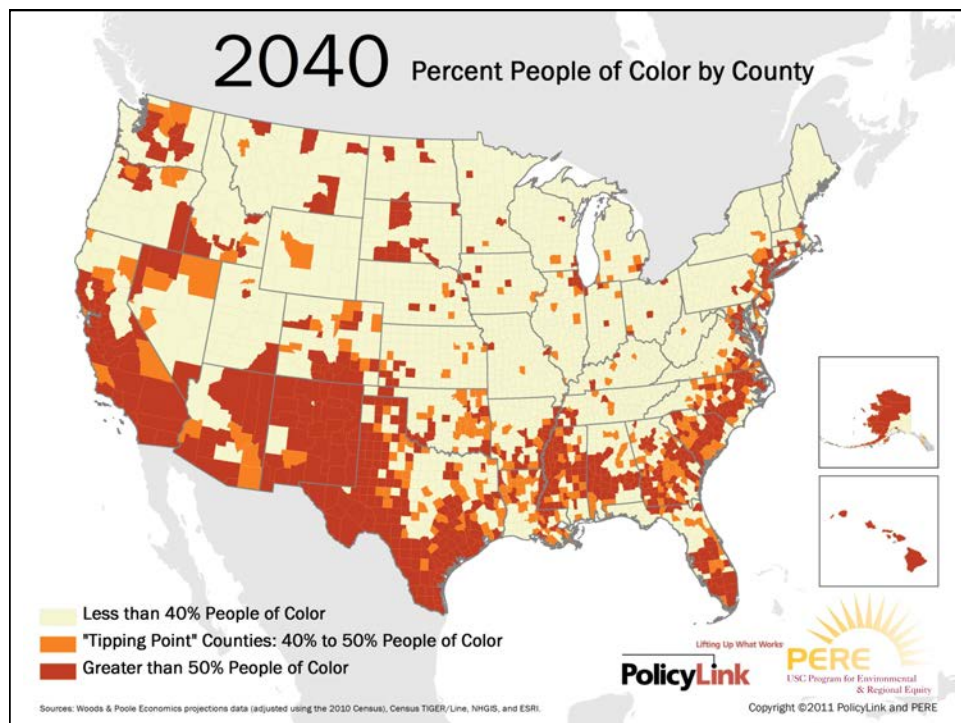 2040 Percent People of Color by County
Less than 40% People of Color
"Tipping Point" Counties: 40% to 50% People of Color
Greater than 50% People of Color
Lifting Up What Works
PolicyLink
PERE
USC Program for Environmental
& Regional Equity
Sources: Woods & Poole Economics projections data (adjusted using the 2010 Census), Census TIGER/Line, NHGIS, and ESRI.
Copyright ©2011 PolicyLink and PERE